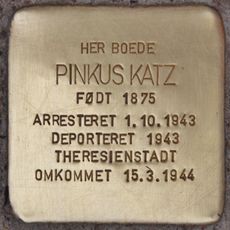 HER BOEDE
PINKUS KATZ
FØDT 1875
ARRESTERET 1.10.1943
DEPORTERET 1943
THERESIENSTADT
OMKOMMET 15.3.1944